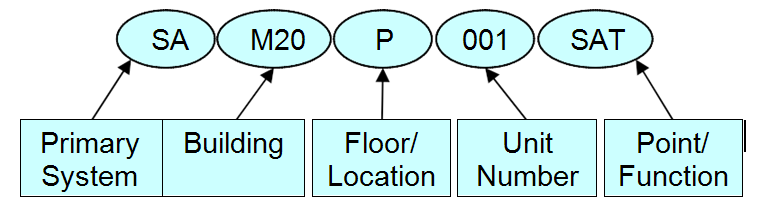 SA M20 P 001 SAT
Primary System
Building
Floor/ Location
Unit Number
Point/ Function